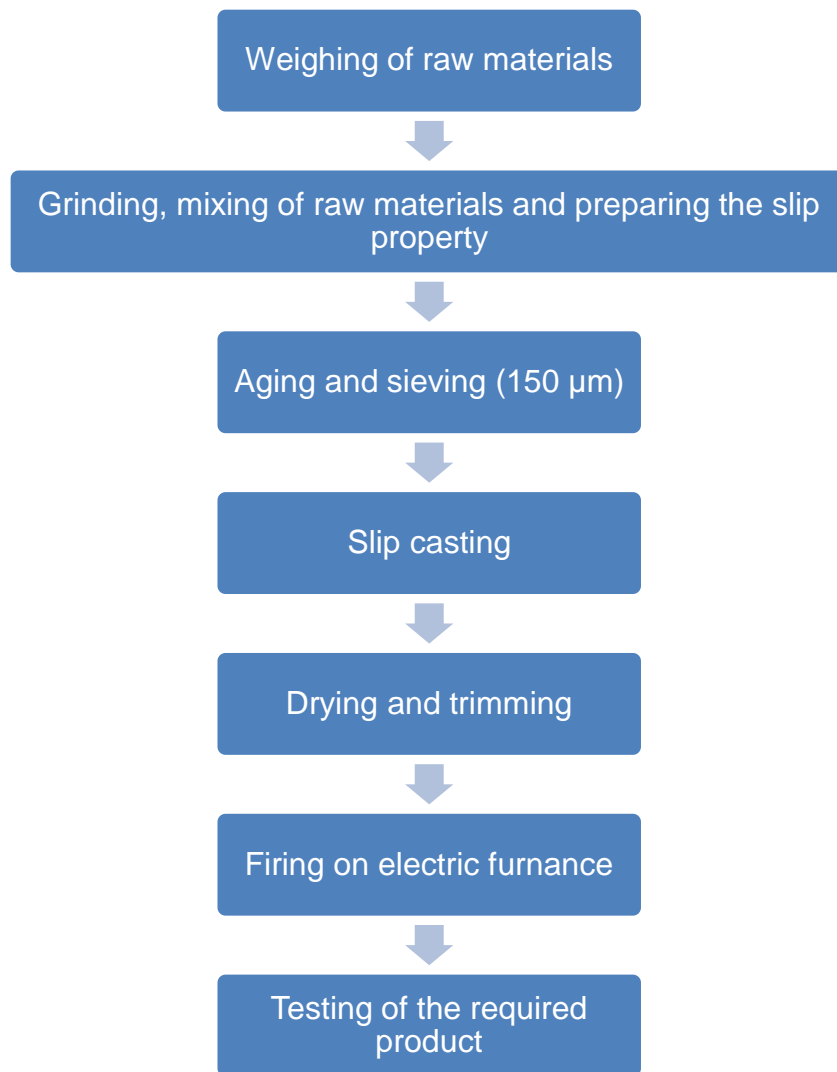 Weighing of raw materials
Grinding, mixing of raw materials and preparing the slip
property
Aging and sieving (150 µm)
Slip casting
Drying and trimming
Firing on electric furnance
Testing of the required
product